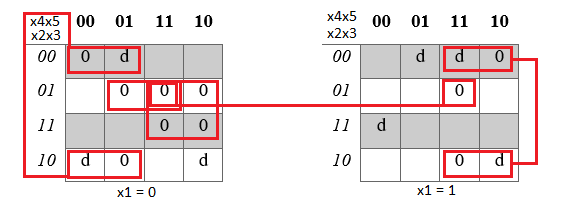 x4x5 00 01 11 10 x4x5 00 01 11 10
x2x3 x2x3
00 0 d 00 d d 0
01 0 0 0 01 0
11 0 0 11 d
10 d 0 d 10 0 d
x1 = 0 x1 = 1